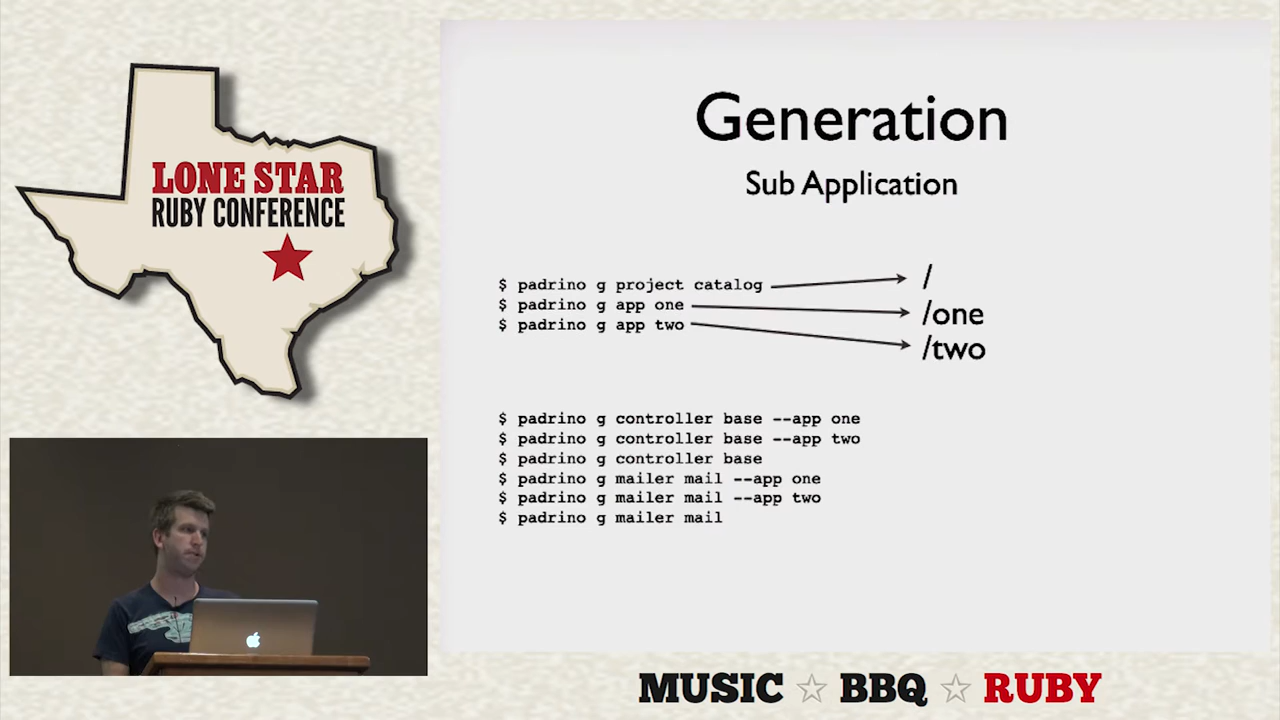 LONE STAR
RUBY CONFERENCE
Generation
Sub Application
$ padrino g project catalog
$ padrino g app one
$ padrino g app two
/
/one
/two
$ padrino g controller base --app one
$ padrino g controller base --app two
$ padrino g controller base
$ padrino g mailer mail --app one
$ padrino g mailer mail --app two
$ padrino g mailer mail
MUSIC ☆ BBQ ☆ RUBY